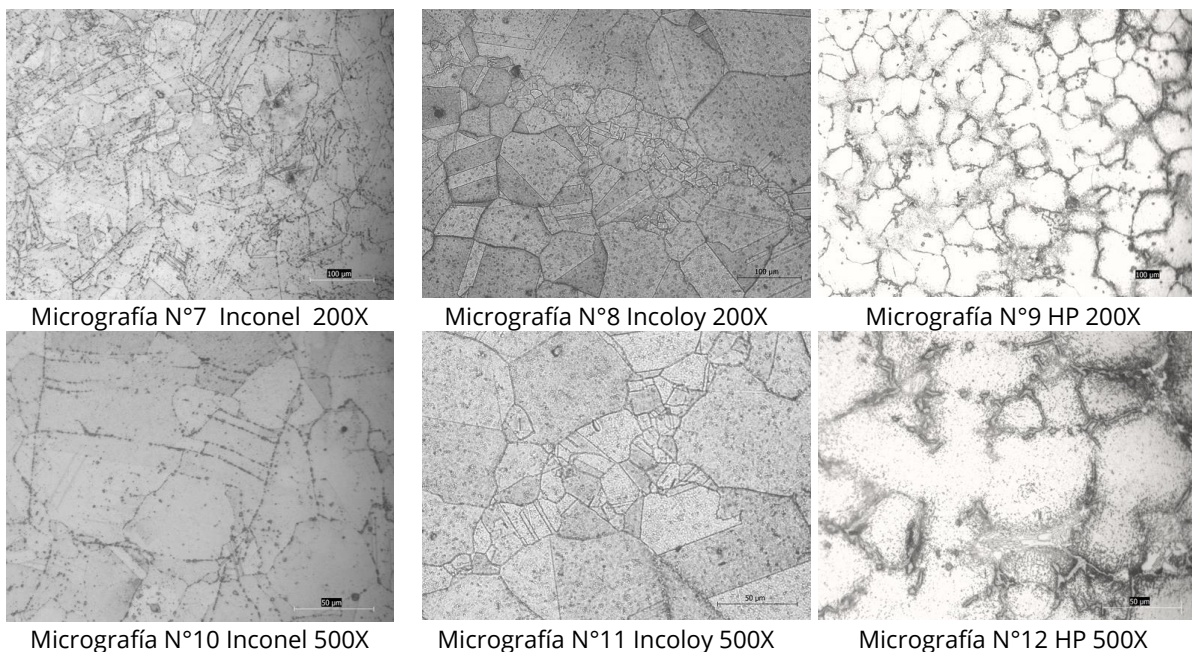 100 µm
100 µm
100 µm
Micrografía N°7 Inconel 200X
Micrografía N°8 Incoloy 200X
Micrografía N°9 HP 200X
50 µm
50 µm
50 µm
Micrografía N°10 Inconel 500X
Micrografía N°11 Incoloy 500X
Micrografía N°12 HP 500X